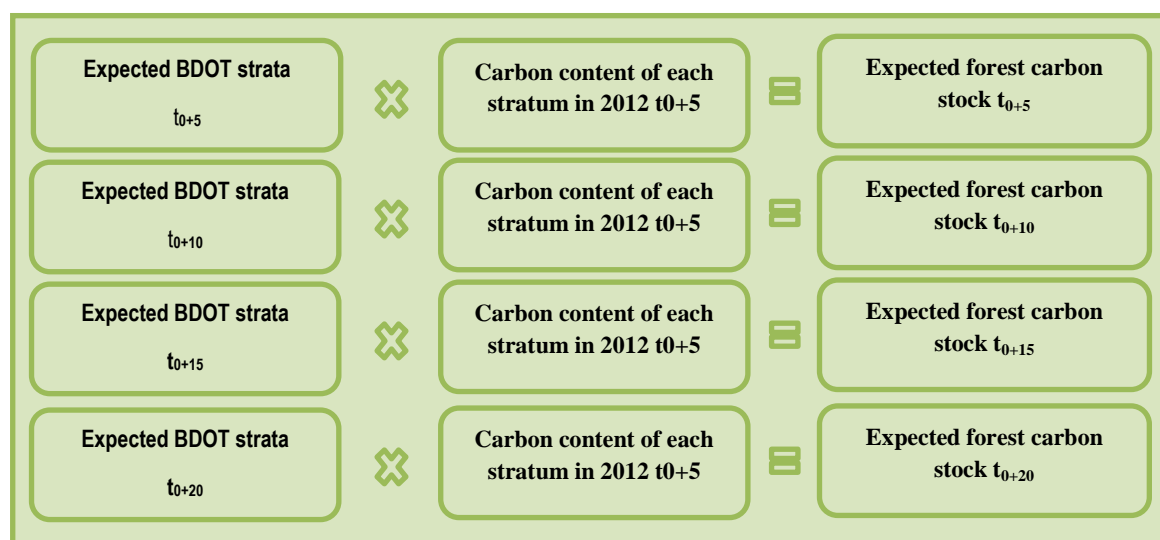 Expected BDOT strata
t0+5
Carbon content of each
stratum in 2012 t0+5
Expected forest carbon
stock t0+5
Expected BDOT strata
t0+10
Carbon content of each
stratum in 2012 t0+5
Expected forest carbon
stock t0+10
Expected BDOT strata
t0+15
Carbon content of each
stratum in 2012 t0+5
Expected forest carbon
stock t0+15
Expected BDOT strata
t0+20
Carbon content of each
stratum in 2012 t0+5
Expected forest carbon
stock t0+20